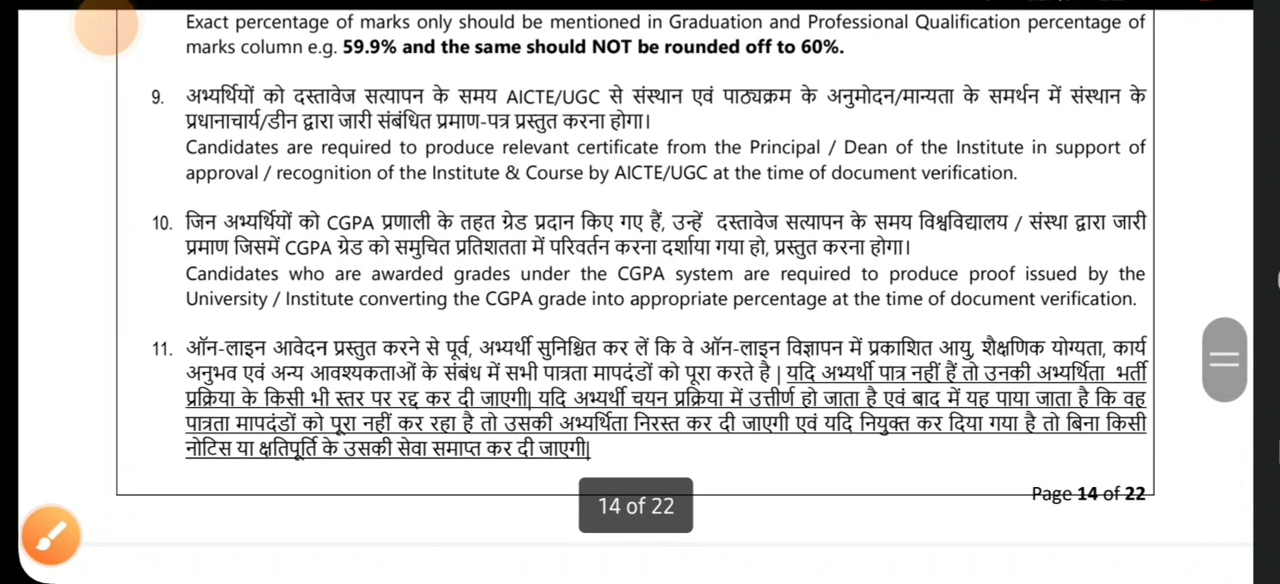 Exact percentage of marks only should be mentioned in Graduation and Professional Qualification percentage of
marks column e.g. 59.9% and the same should NOT be rounded off to 60%.
9. अभ्यर्थियों को दस्तावेज सत्यापन के समय AICTE/UGC से संस्थान एवं पाठ्यक्रम के अनुमोदन/मान्यता के समर्थन में संस्थान के
प्रधानाचार्य/डीन द्वारा जारी संबंधित प्रमाण-पत्र प्रस्तुत करना होगा।
Candidates are required to produce relevant certificate from the Principal / Dean of the Institute in support of
approval / recognition of the Institute & Course by AICTE/UGC at the time of document verification.
10. जिन अभ्यर्थियों को CGPA प्रणाली के तहत ग्रेड प्रदान किए गए हैं, उन्हें दस्तावेज सत्यापन के समय विश्वविद्यालय / संस्था द्वारा जारी
प्रमाण जिसमें CGPA ग्रेड को समुचित प्रतिशतता में परिवर्तन करना दर्शाया गया हो, प्रस्तुत करना होगा।
Candidates who are awarded grades under the CGPA system are required to produce proof issued by the
University / Institute converting the CGPA grade into appropriate percentage at the time of document verification.
11. ऑन-लाइन आवेदन प्रस्तुत करने से पूर्व, अभ्यर्थी सुनिश्चित कर लें कि वे ऑन-लाइन विज्ञापन में प्रकाशित आयु, शैक्षणिक योग्यता, कार्य
अनुभव एवं अन्य आवश्यकताओं के संबंध में सभी पात्रता मापदंडों को पूरा करते है | यदि अभ्यर्थी पात्र नहीं हैं तो उनकी अभ्यर्थिता भर्ती
प्रक्रिया के किसी भी स्तर पर रद्द कर दी जाएगी| यदि अभ्यर्थी चयन प्रक्रिया में उत्तीर्ण हो जाता है एवं बाद में यह पाया जाता है कि वह
पात्रता मापदंडों को पूरा नहीं कर रहा है तो उसकी अभ्यर्थिता निरस्त कर दी जाएगी एवं यदि नियुक्त कर दिया गया है तो बिना किसी
नोटिस या क्षतिपूर्ति के उसकी सेवा समाप्त कर दी जाएगी|
Page 14 of 22
14 of 22